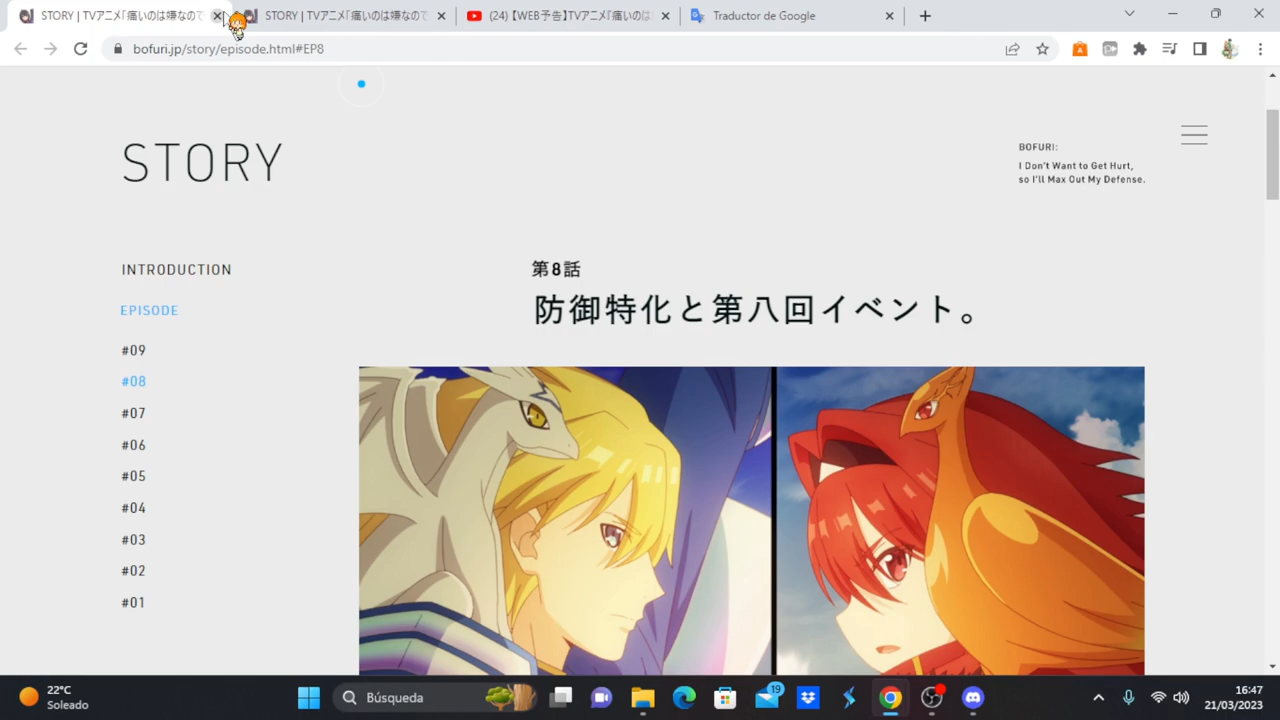 STORY | TVアニメ「痛いのは嫌なので
STORY | TVアニメ「痛いのは嫌なので
(24) 【WEB予告】TVアニメ「痛いのは
Traductor de Google
bofuri.jp/story/episode.html#EP8
STORY
BOFURI:
I Don't Want to Get Hurt,
so I'll Max Out My Defense.
INTRODUCTION
EPISODE
#09
#08
#07
#06
#05
#04
#03
#02
#01
第8話
防御特化と第八回イベント。
22°C
Soleado
Búsqueda
19
16:47
21/03/2023